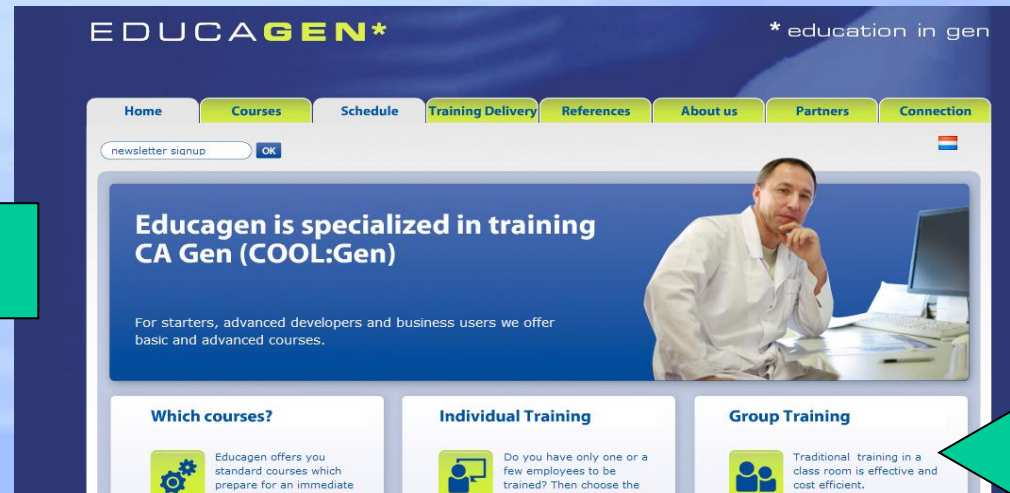 EDUCAGEN*
* education in gen
Home Courses Schedule Training Delivery References About us Partners Connection
newsletter signup OK
Educagen is specialized in training
CA Gen (COOL:Gen)
For starters, advanced developers and business users we offer
basic and advanced courses.
Which courses?
Educagen offers you
standard courses which
prepare for an immediate
Individual Training
Do you have only one or a
few employees to be
trained? Then choose the
Group Training
Traditional training in a
class room is effective and
cost efficient.